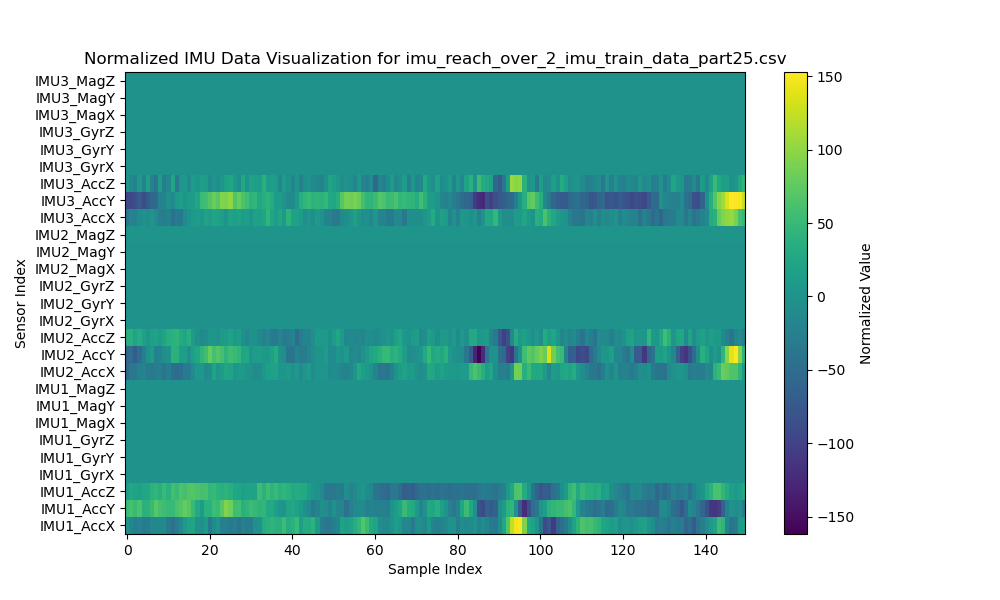 Normalized IMU Data Visualization for imu_reach_over_2_imu_train_data_part25.csv
Sensor Index
IMU3_MagZ
IMU3_MagY
IMU3_MagX
IMU3_GyrZ
IMU3_GyrY
IMU3_GyrX
IMU3_AccZ
IMU3_AccY
IMU3_AccX
IMU2_MagZ
IMU2_MagY
IMU2_MagX
IMU2_GyrZ
IMU2_GyrY
IMU2_GyrX
IMU2_AccZ
IMU2_AccY
IMU2_AccX
IMU1_MagZ
IMU1_MagY
IMU1_MagX
IMU1_GyrZ
IMU1_GyrY
IMU1_GyrX
IMU1_AccZ
IMU1_AccY
IMU1_AccX
0 20 40 60 80 100 120 140
Sample Index
150
100
50
0
−50
−100
−150
Normalized Value